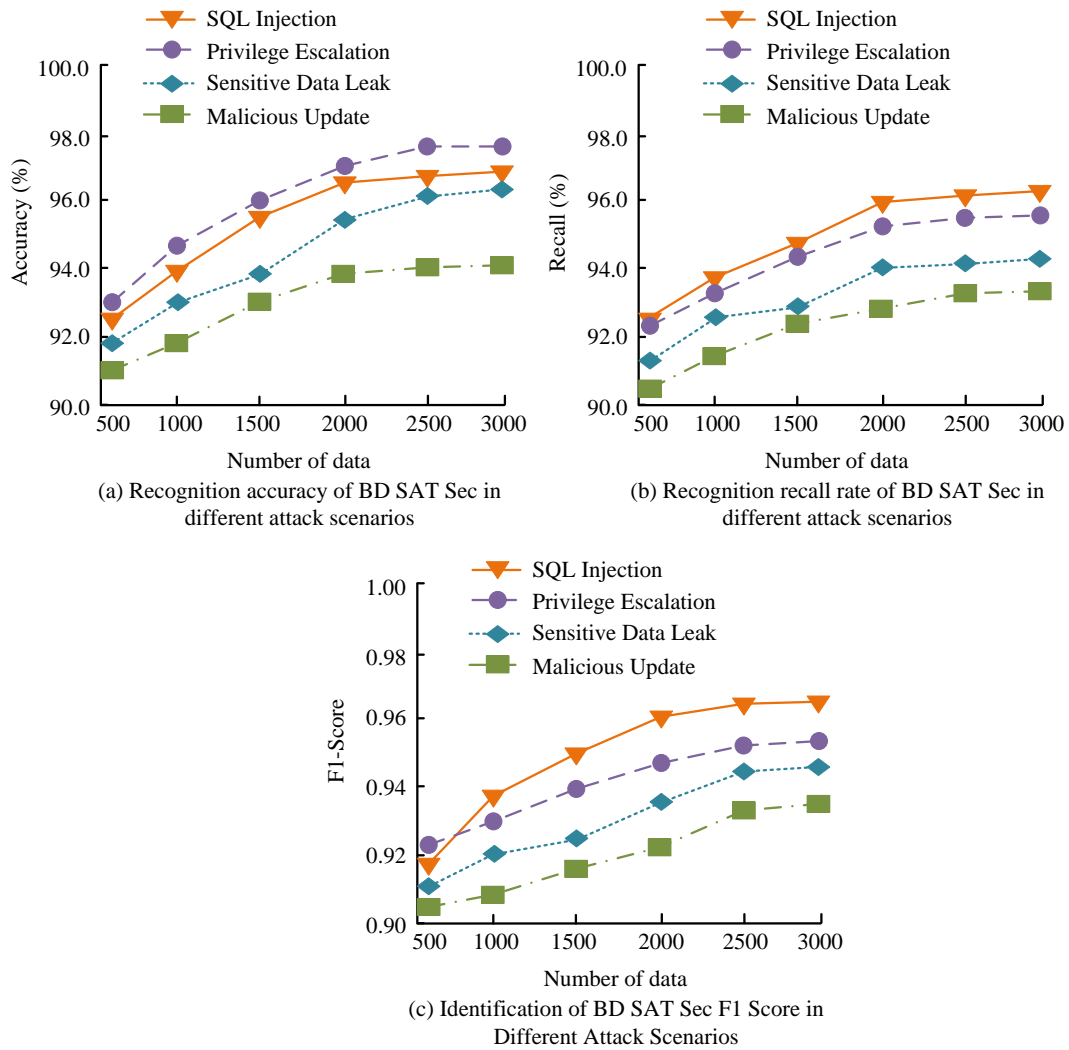 SQL Injection
Privilege Escalation
Sensitive Data Leak
Malicious Update
100.0
98.0
96.0
94.0
92.0
90.0
Accuracy (%)
500 1000 1500 2000 2500 3000
Number of data
(a) Recognition accuracy of BD SAT Sec in
different attack scenarios
SQL Injection
Privilege Escalation
Sensitive Data Leak
Malicious Update
100.0
98.0
96.0
94.0
92.0
90.0
Recall (%)
500 1000 1500 2000 2500 3000
Number of data
(b) Recognition recall rate of BD SAT Sec in
different attack scenarios
SQL Injection
Privilege Escalation
Sensitive Data Leak
Malicious Update
1.00
0.98
0.96
0.94
0.92
0.90
F1-Score
500 1000 1500 2000 2500 3000
Number of data
(c) Identification of BD SAT Sec F1 Score in
Different Attack Scenarios